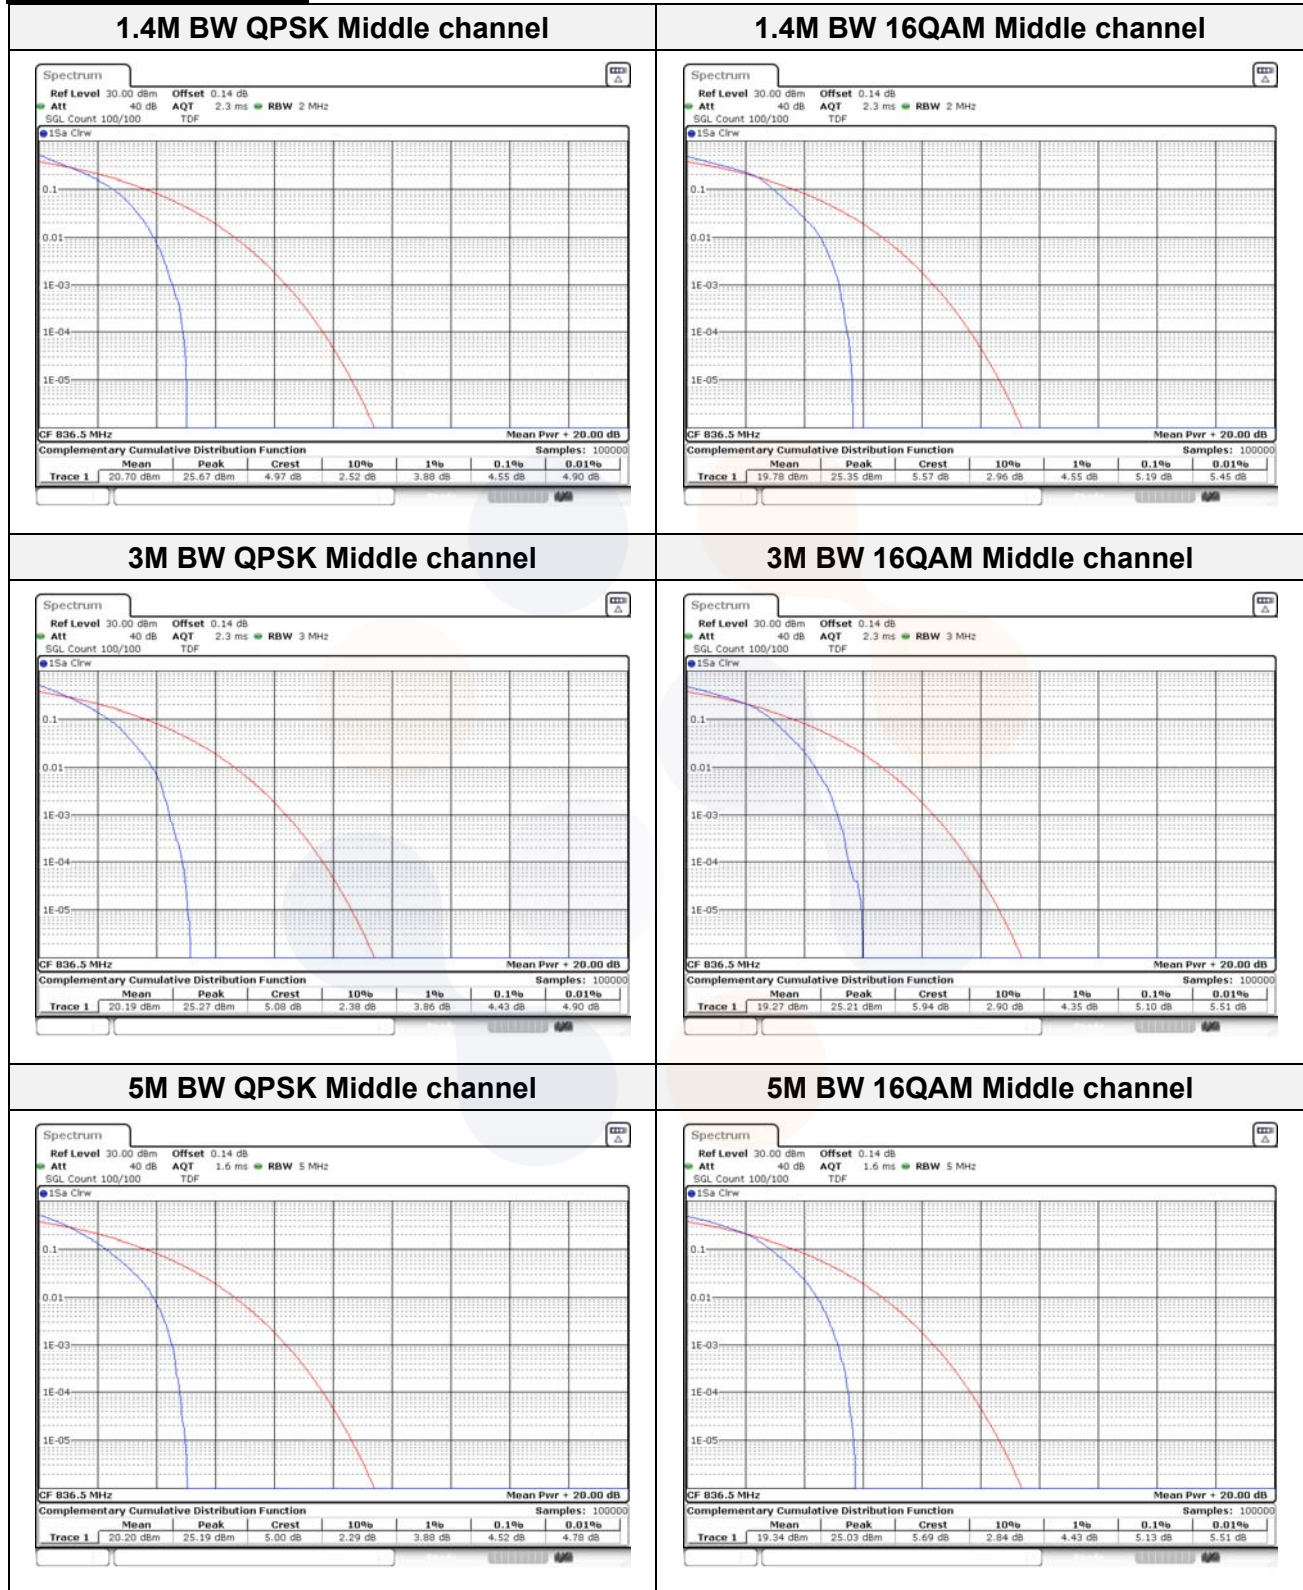 1.4M BW QPSK Middle channel
1.4M BW 16QAM Middle channel
Spectrum
Ref Level 30.00 dBm Offset 0.14 dB
Att 40 dB AQT 2.3 ms RBW 2 MHz
SGL Count 100/100 TDF
1Sa Clrw
0.1
0.01
1E-03
1E-04
1E-05
CF 836.5 MHz Mean Pwr + 20.00 dB
Complementary Cumulative Distribution Function Samples: 100000
Mean Peak Crest 10% 1% 0.1% 0.01%
Trace 1 20.70 dBm 25.67 dBm 4.97 dB 2.52 dB 3.88 dB 4.55 dB 4.90 dB
Spectrum
Ref Level 30.00 dBm Offset 0.14 dB
Att 40 dB AQT 2.3 ms RBW 2 MHz
SGL Count 100/100 TDF
1Sa Clrw
0.1
0.01
1E-03
1E-04
1E-05
CF 836.5 MHz Mean Pwr + 20.00 dB
Complementary Cumulative Distribution Function Samples: 100000
Mean Peak Crest 10% 1% 0.1% 0.01%
Trace 1 19.78 dBm 25.35 dBm 5.57 dB 2.96 dB 4.55 dB 5.19 dB 5.45 dB
3M BW QPSK Middle channel
3M BW 16QAM Middle channel
Spectrum
Ref Level 30.00 dBm Offset 0.14 dB
Att 40 dB AQT 2.3 ms RBW 3 MHz
SGL Count 100/100 TDF
1Sa Clrw
0.1
0.01
1E-03
1E-04
1E-05
CF 836.5 MHz Mean Pwr + 20.00 dB
Complementary Cumulative Distribution Function Samples: 100000
Mean Peak Crest 10% 1% 0.1% 0.01%
Trace 1 20.19 dBm 25.27 dBm 5.08 dB 2.38 dB 3.86 dB 4.43 dB 4.90 dB
Spectrum
Ref Level 30.00 dBm Offset 0.14 dB
Att 40 dB AQT 2.3 ms RBW 3 MHz
SGL Count 100/100 TDF
1Sa Clrw
0.1
0.01
1E-03
1E-04
1E-05
CF 836.5 MHz Mean Pwr + 20.00 dB
Complementary Cumulative Distribution Function Samples: 100000
Mean Peak Crest 10% 1% 0.1% 0.01%
Trace 1 19.27 dBm 25.21 dBm 5.94 dB 2.90 dB 4.35 dB 5.10 dB 5.51 dB
5M BW QPSK Middle channel
5M BW 16QAM Middle channel
Spectrum
Ref Level 30.00 dBm Offset 0.14 dB
Att 40 dB AQT 1.6 ms RBW 5 MHz
SGL Count 100/100 TDF
1Sa Clrw
0.1
0.01
1E-03
1E-04
1E-05
CF 836.5 MHz Mean Pwr + 20.00 dB
Complementary Cumulative Distribution Function Samples: 100000
Mean Peak Crest 10% 1% 0.1% 0.01%
Trace 1 20.20 dBm 25.19 dBm 5.00 dB 2.29 dB 3.88 dB 4.52 dB 4.78 dB
Spectrum
Ref Level 30.00 dBm Offset 0.14 dB
Att 40 dB AQT 1.6 ms RBW 5 MHz
SGL Count 100/100 TDF
1Sa Clrw
0.1
0.01
1E-03
1E-04
1E-05
CF 836.5 MHz Mean Pwr + 20.00 dB
Complementary Cumulative Distribution Function Samples: 100000
Mean Peak Crest 10% 1% 0.1% 0.01%
Trace 1 19.34 dBm 25.03 dBm 5.69 dB 2.84 dB 4.43 dB 5.13 dB 5.51 dB